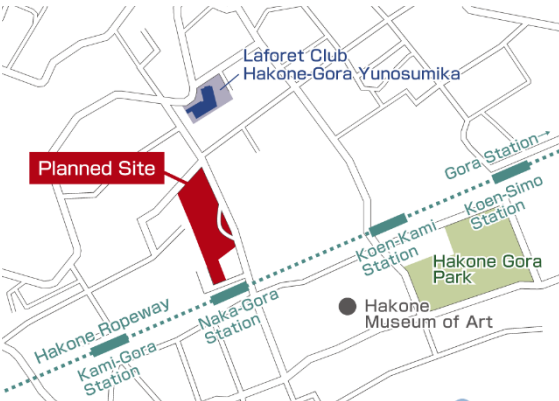 Laforet Club
Hakone-Gora Yunosumika
Planned Site
Gora Station→
Koen-Simo
Station
Koen-Kami
Station
Hakone Gora
Park
Hakone
Museum of Art
Naka-Gora
Station
Hakone-Ropeway
Kami-Gora
Station